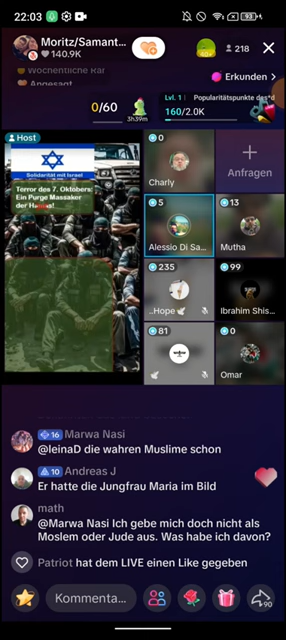 22:03
93
Moritz/Samant...
140.9K
218
Wöchentliche Rar
Erkunden >
Angesagt
0/60
3h39m
Lvl. 1 | Popularitätspunkte des*d
160/2.0K
Host
Solidarität mit Israel
Terror des 7. Oktobers:
Ein Purge Massaker
der Hamas!
0
Charly
+
Anfragen
5
Alessio Di Sa...
13
Mutha
235
..Hope
99
Ibrahim Shis...
81
0
Omar
16 Marwa Nasi
@leinaD die wahren Muslime schon
10 Andreas J
Er hatte die Jungfrau Maria im Bild
math
@Marwa Nasi Ich gebe mich doch nicht als
Moslem oder Jude aus. Was habe ich davon?
Patriot hat dem LIVE einen Like gegeben
Kommenta...
90